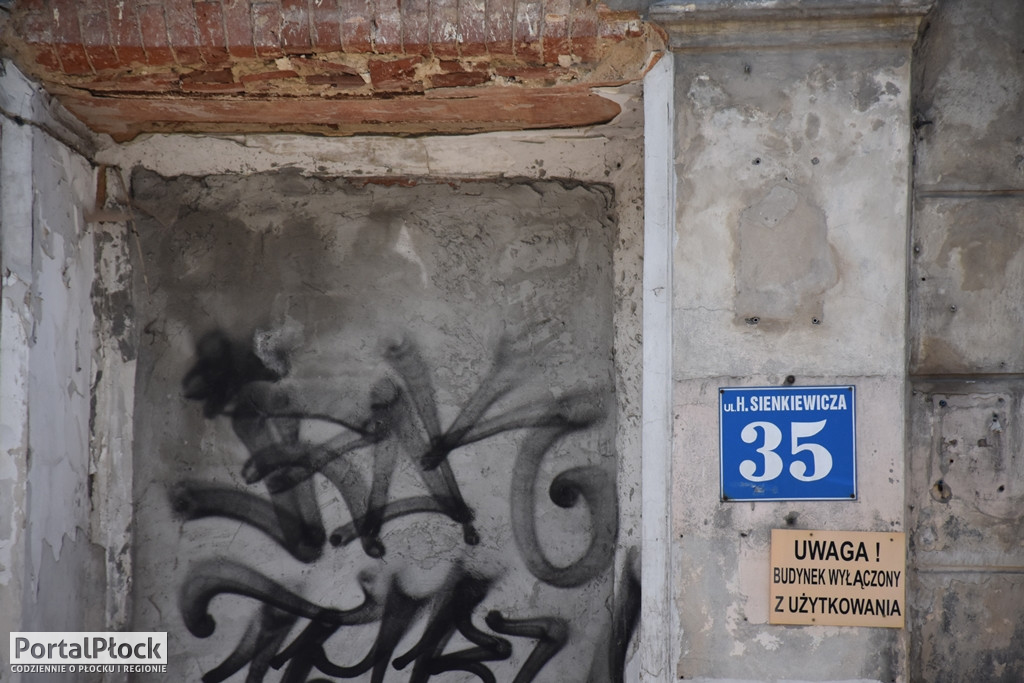 UL. H. SIENKIEWICZA
35
UWAGA !
BUDYNEK WYŁĄCZONY
Z UŻYTKOWANIA
PortalPłock
CODZIENNIE O PŁOCKU I REGIONIE